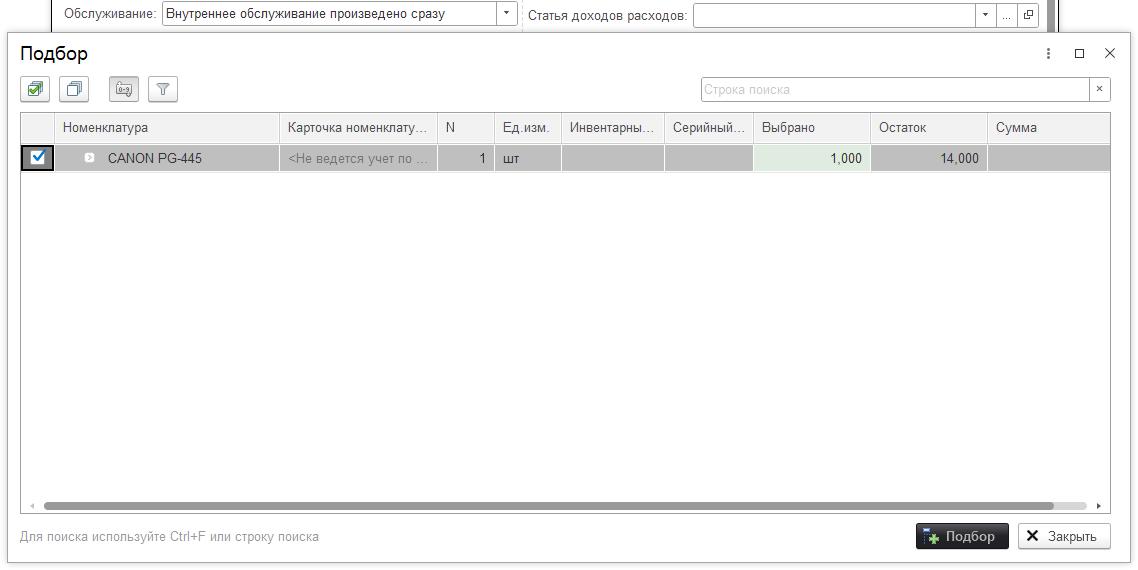 Обслуживание: Внутреннее обслуживание произведено сразу Статья доходов расходов: ...
Подбор
Строка поиска ×
Номенклатура Карточка номенклату... N Ед.изм. Инвентарны... Серийный... Выбрано Остаток Сумма
CANON PG-445 <Не ведется учет по ... 1 шт 1,000 14,000
Для поиска используйте Ctrl+F или строку поиска Подбор Закрыть